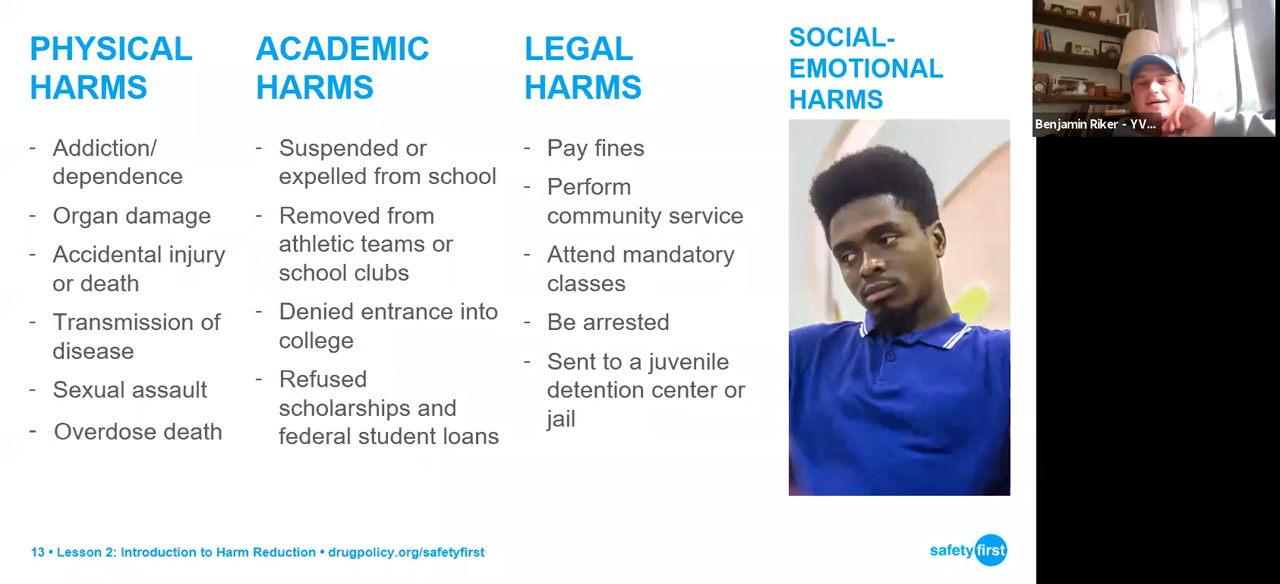 PHYSICAL
HARMS
- Addiction/
dependence
- Organ damage
- Accidental injury
or death
- Transmission of
disease
- Sexual assault
- Overdose death
ACADEMIC
HARMS
- Suspended or
expelled from school
- Removed from
athletic teams or
school clubs
- Denied entrance into
college
- Refused
scholarships and
federal student loans
LEGAL
HARMS
- Pay fines
- Perform
community service
- Attend mandatory
classes
- Be arrested
- Sent to a juvenile
detention center or
jail
SOCIAL-
EMOTIONAL
HARMS
Benjamin Riker - YV...
13 • Lesson 2: Introduction to Harm Reduction • drugpolicy.org/safetyfirst
safetyfirst